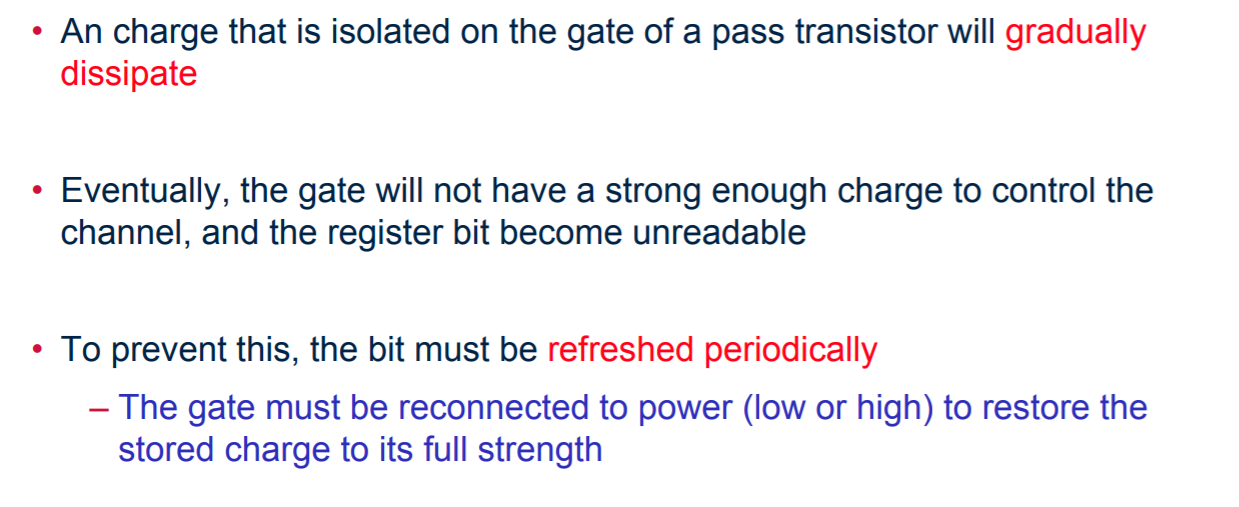 • An charge that is isolated on the gate of a pass transistor will gradually
dissipate
• Eventually, the gate will not have a strong enough charge to control the
channel, and the register bit become unreadable
• To prevent this, the bit must be refreshed periodically
– The gate must be reconnected to power (low or high) to restore the
stored charge to its full strength